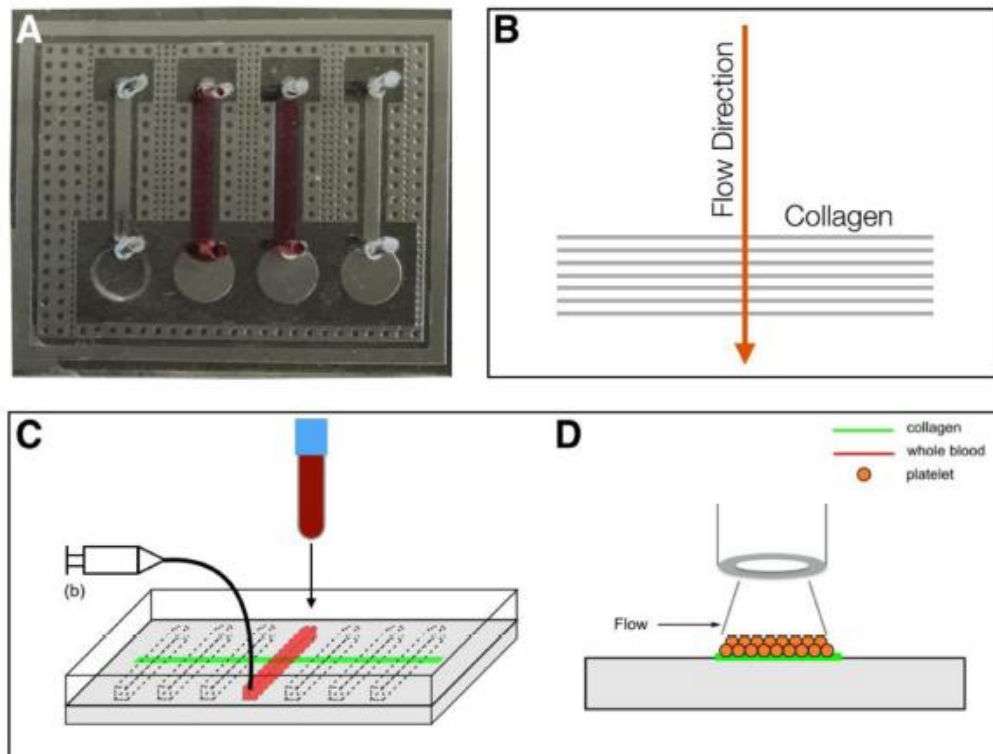 A
B
Flow Direction
Collagen
C
(b)
D
collagen
whole blood
platelet
Flow